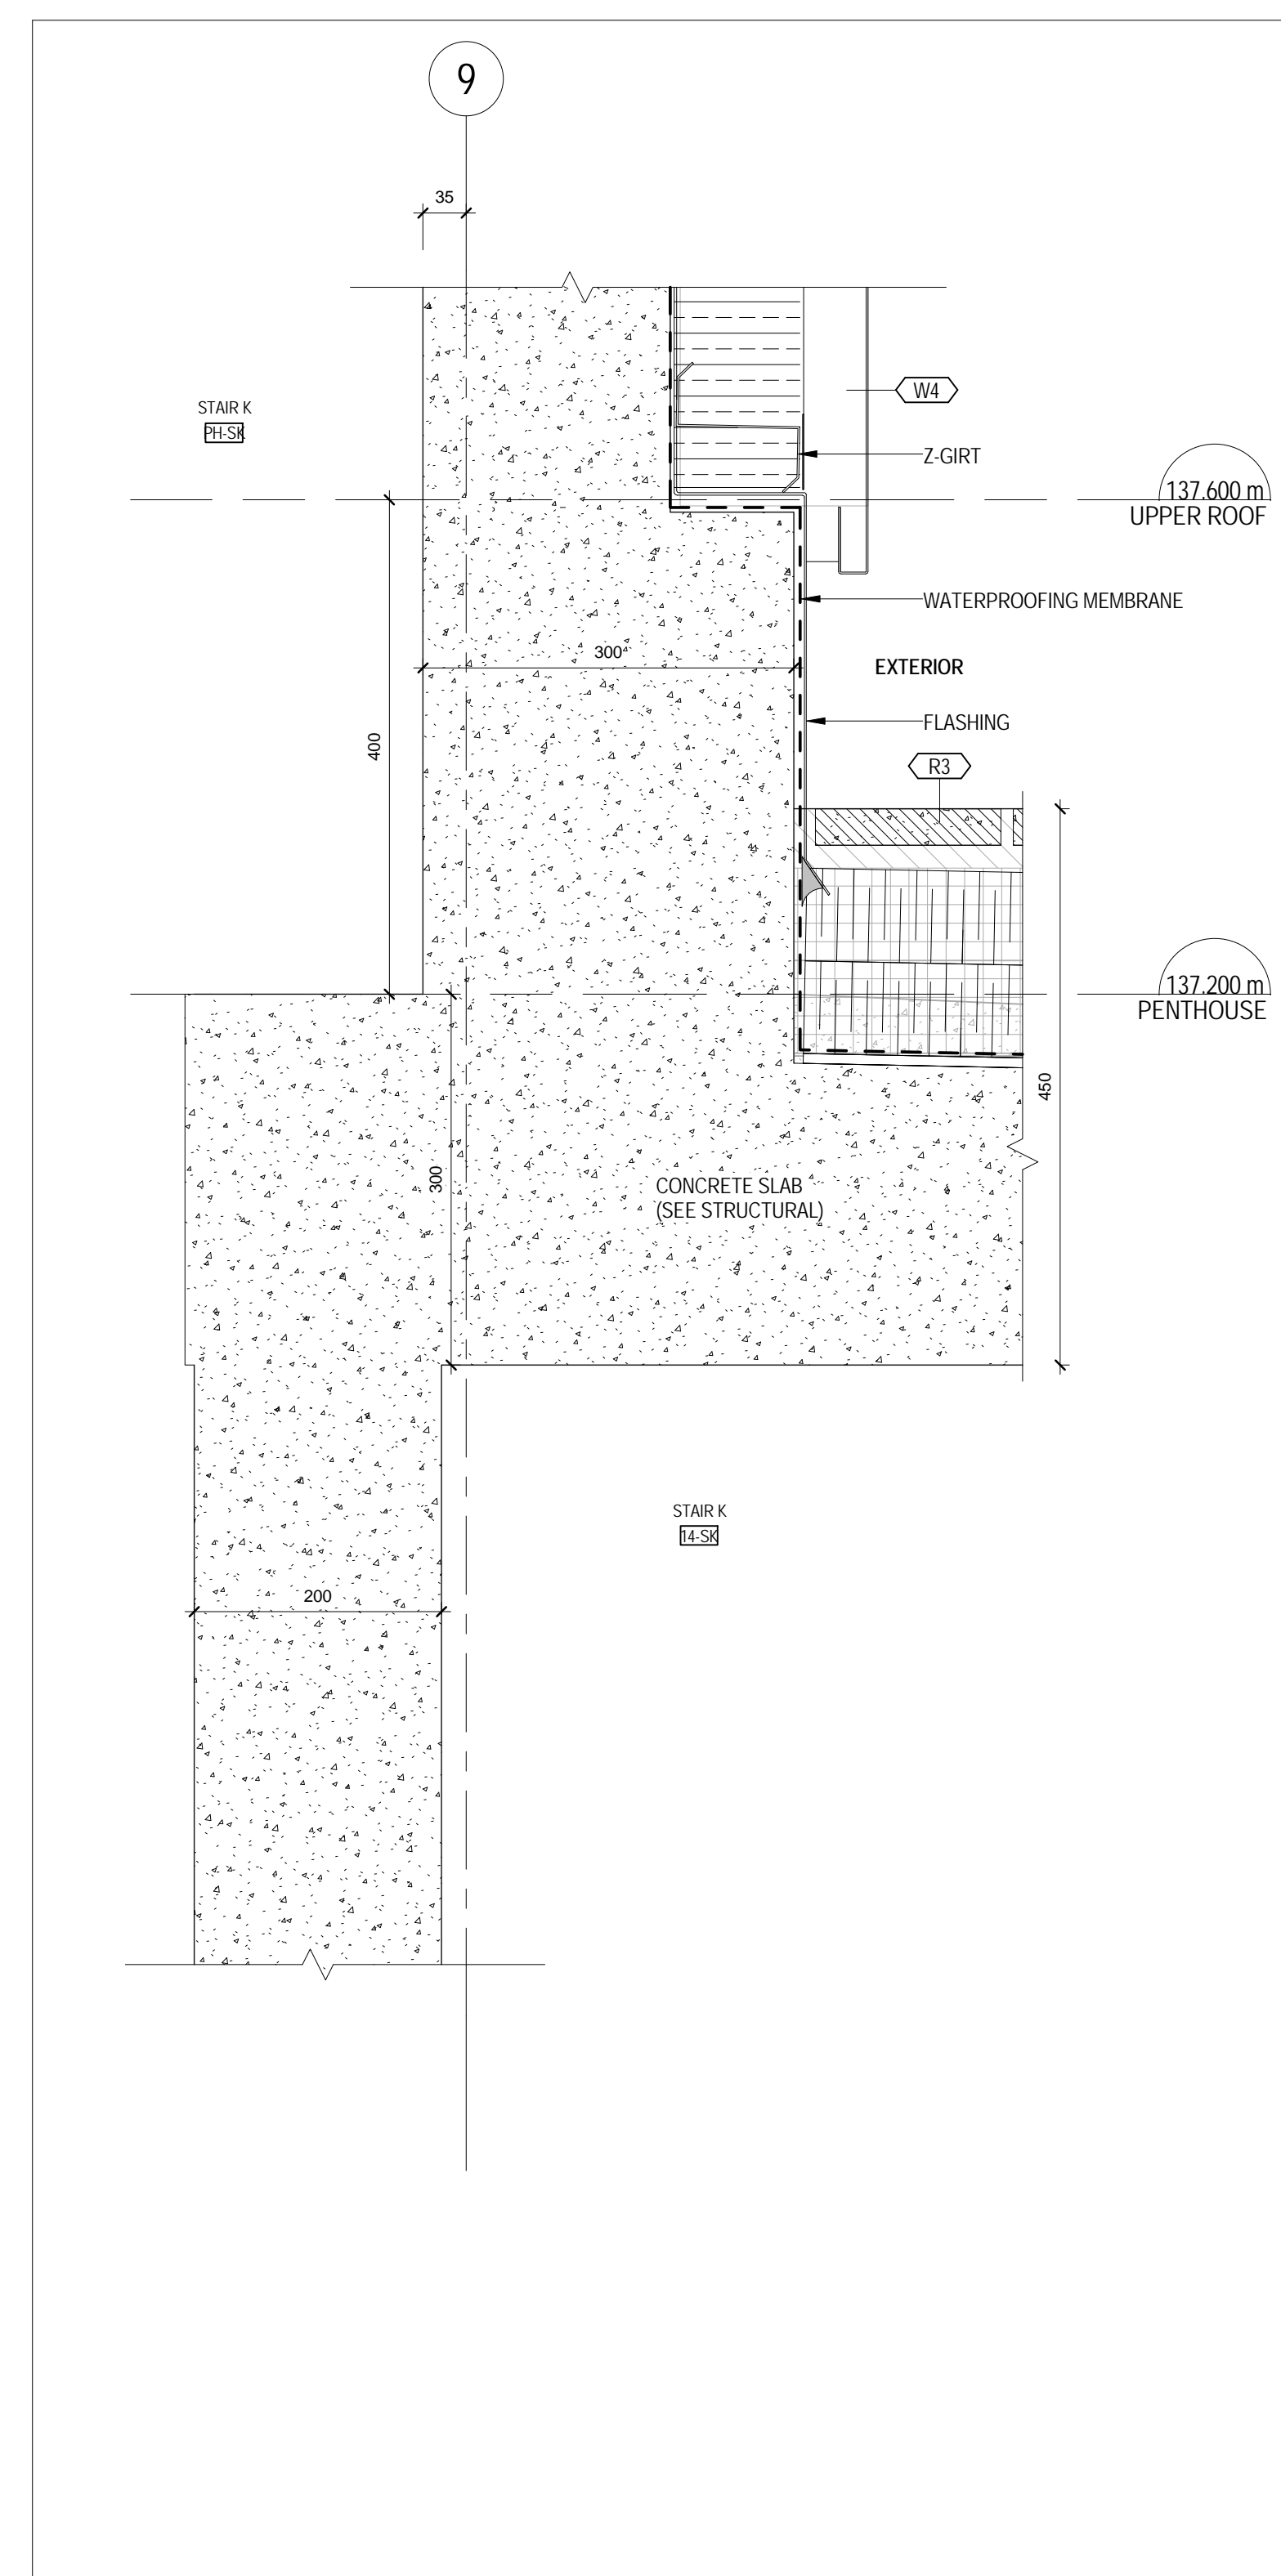 9
35
STAIR K
PH-SK
W4
Z-GIRT
137.600 m
UPPER ROOF
WATERPROOFING MEMBRANE
300
EXTERIOR
FLASHING
400
R3
137.200 m
PENTHOUSE
450
300
CONCRETE SLAB
(SEE STRUCTURAL)
STAIR K
14-SK
200